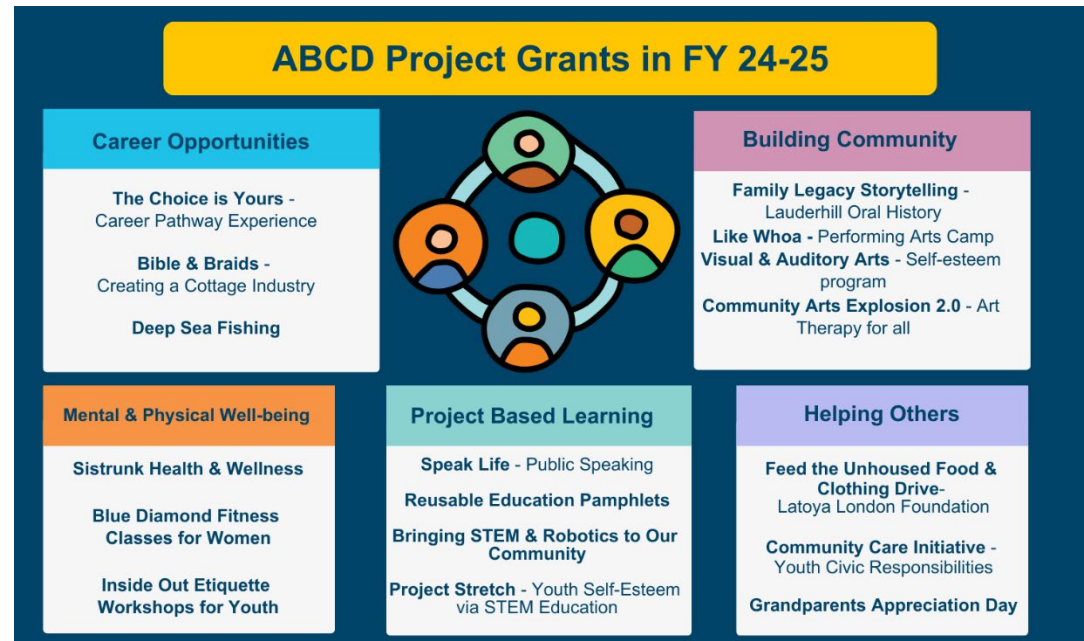 ABCD Project Grants in FY 24-25
Career Opportunities
The Choice is Yours -
Career Pathway Experience
Bible & Braids -
Creating a Cottage Industry
Deep Sea Fishing
Building Community
Family Legacy Storytelling -
Lauderhill Oral History
Like Whoa - Performing Arts Camp
Visual & Auditory Arts - Self-esteem
program
Community Arts Explosion 2.0 - Art
Therapy for all
Mental & Physical Well-being
Sistrunk Health & Wellness
Blue Diamond Fitness
Classes for Women
Inside Out Etiquette
Workshops for Youth
Project Based Learning
Speak Life - Public Speaking
Reusable Education Pamphlets
Bringing STEM & Robotics to Our
Community
Project Stretch - Youth Self-Esteem
via STEM Education
Helping Others
Feed the Unhoused Food &
Clothing Drive-
Latoya London Foundation
Community Care Initiative -
Youth Civic Responsibilities
Grandparents Appreciation Day